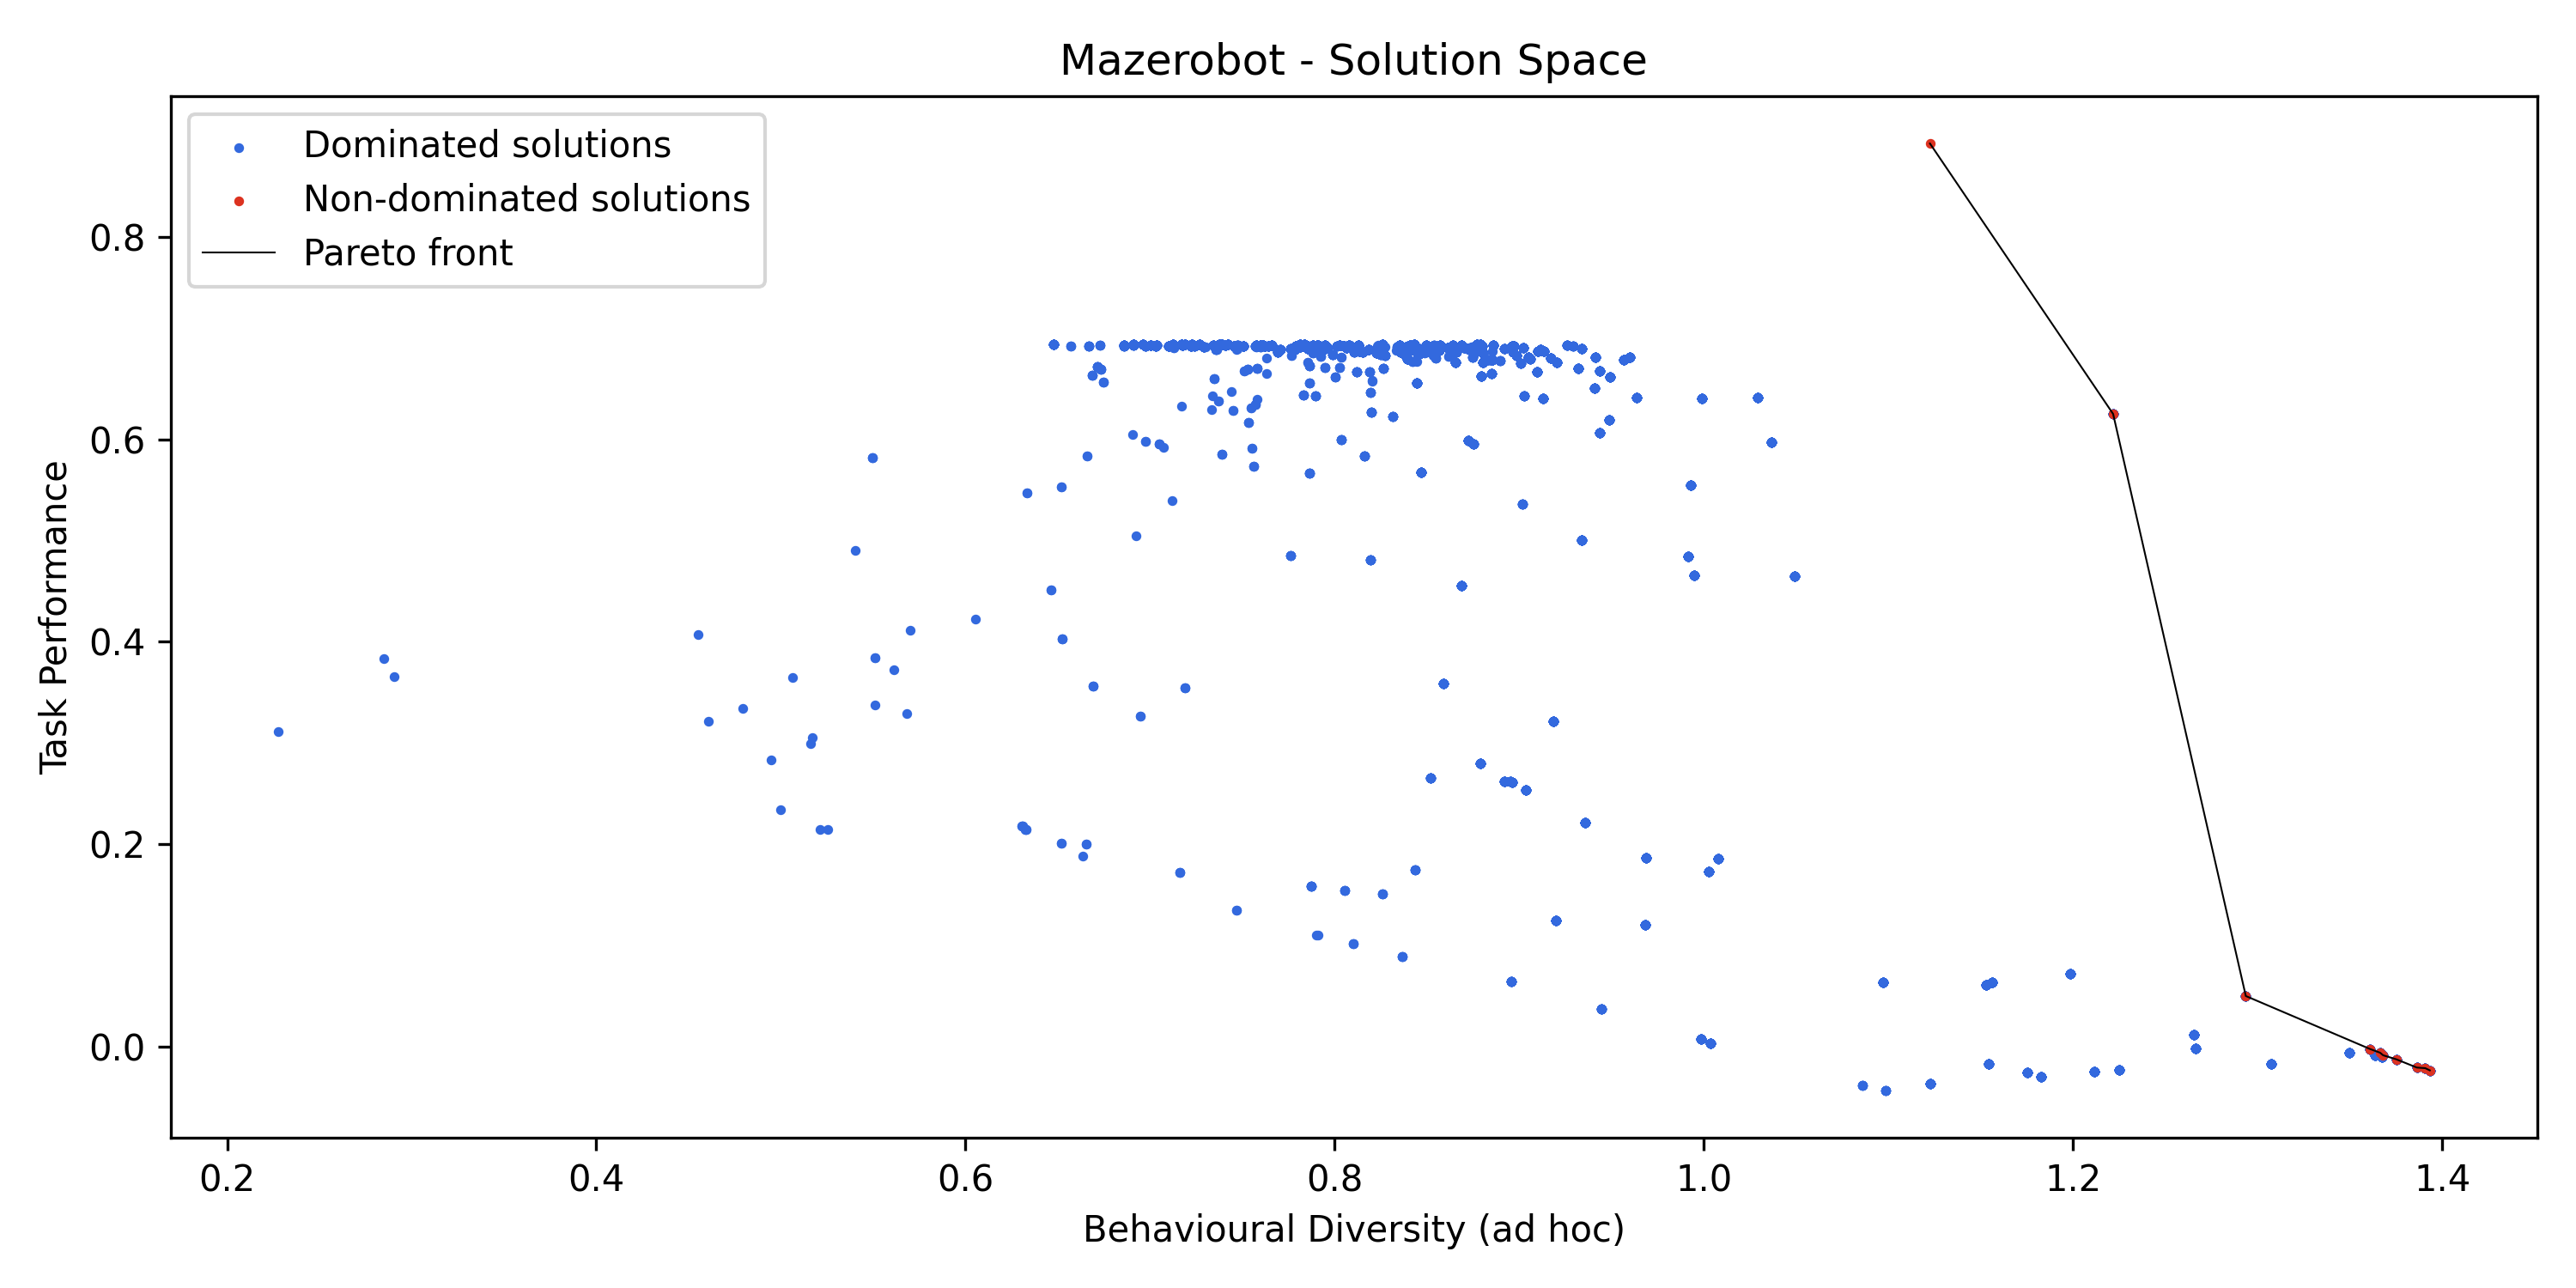 Mazerobot - Solution Space
Dominated solutions
Non-dominated solutions
Pareto front
Task Performance
0.8
0.6
0.4
0.2
0.0
0.2 0.4 0.6 0.8 1.0 1.2 1.4
Behavioural Diversity (ad hoc)